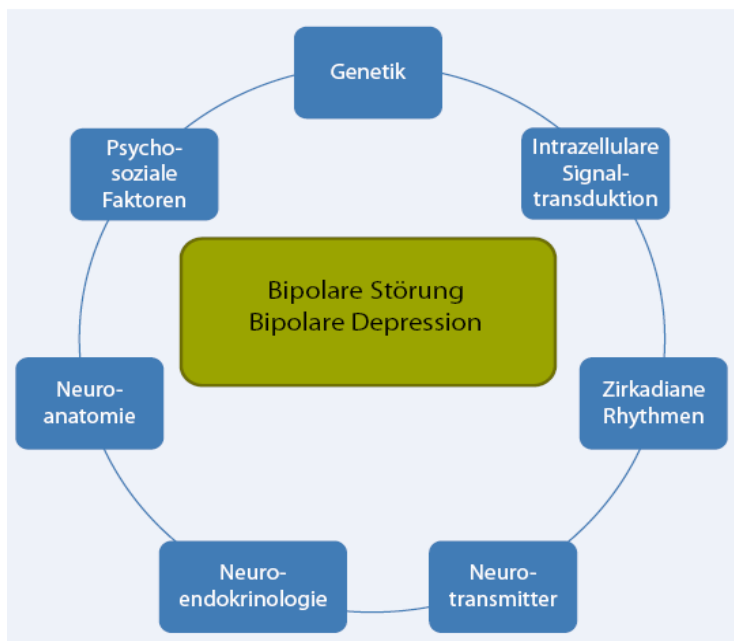 Genetik
Psycho-
soziale
Faktoren
Intrazellulare
Signal-
transduktion
Bipolare Störung
Bipolare Depression
Neuro-
anatomie
Zirkadiane
Rhythmen
Neuro-
endokrinologie
Neuro-
transmitter